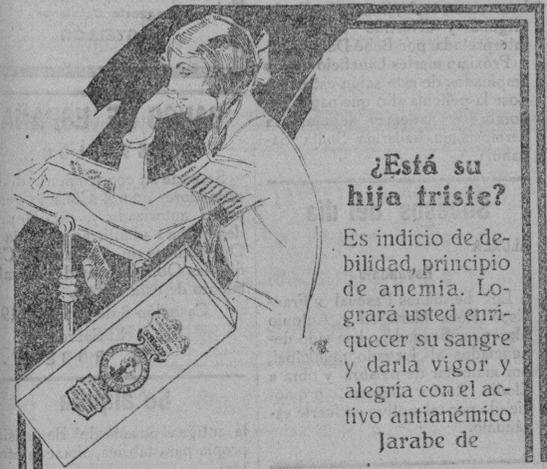 ¿Está su
hija triste?
Es indicio de de-
bilidad, principio
de anemia. Lo-
grará usted enri-
quecer su sangre
y darla vigor y
alegría con el ac-
tivo antianémico
Jarabe de